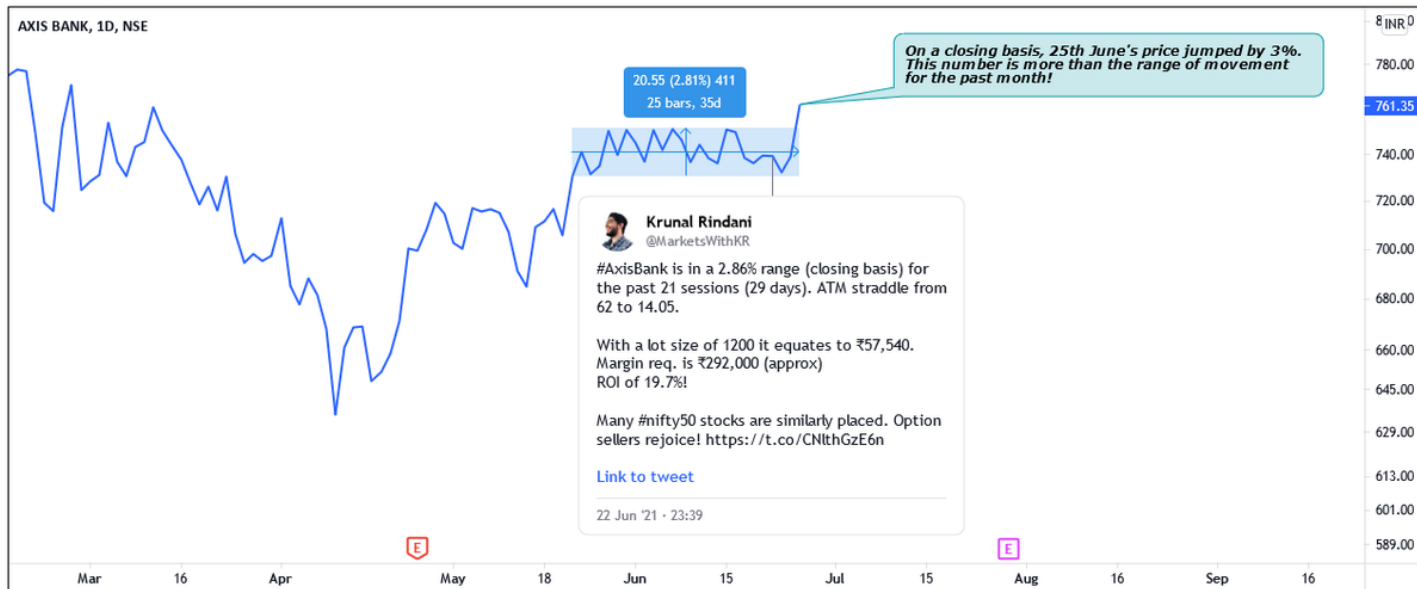 AXIS BANK, 1D, NSE
On a closing basis, 25th June's price jumped by 3%.
This number is more than the range of movement
for the past month!
20.55 (2.81%) 411
25 bars, 35d
Krunal Rindani
@MarketsWithKR
#AxisBank is in a 2.86% range (closing basis) for
the past 21 sessions (29 days). ATM straddle from
62 to 14.05.
With a lot size of 1200 it equates to ₹57,540.
Margin req. is ₹292,000 (approx)
ROI of 19.7%!
Many #nifty50 stocks are similarly placed. Option
sellers rejoice! https://t.co/CNlthGzE6n
Link to tweet
22 Jun '21 · 23:39
INR
780.00
761.35
740.00
720.00
700.00
680.00
660.00
645.00
629.00
613.00
601.00
589.00
E
E
Mar 16 Apr May 18 Jun 15 Jul 15 Aug 16 Sep 16